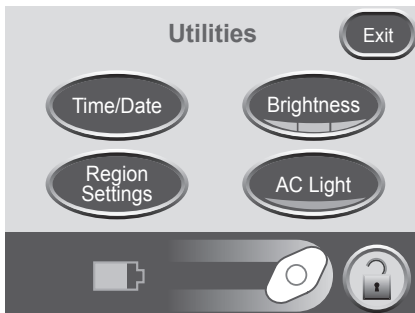 Utilities
Exit
Time/Date
Brightness
Region
Settings
AC Light